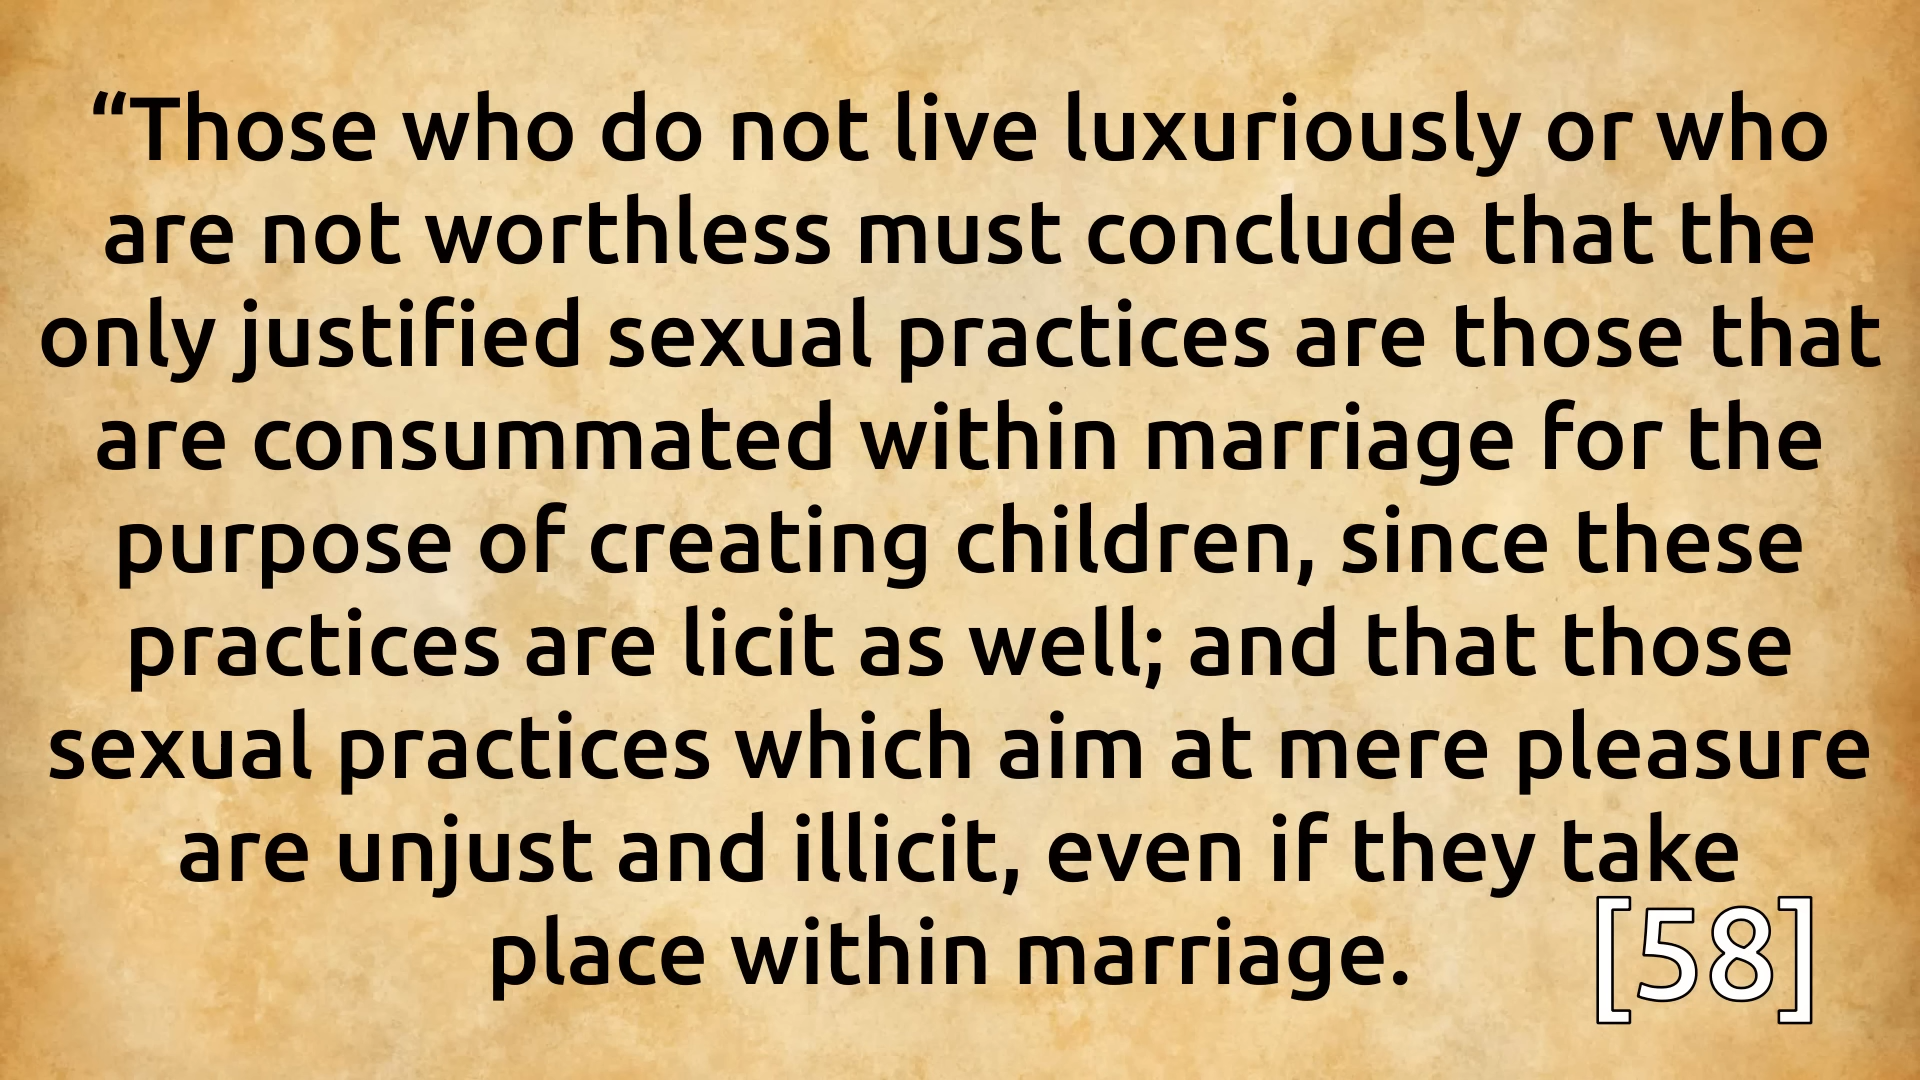 “Those who do not live luxuriously or who
are not worthless must conclude that the
only justified sexual practices are those that
are consummated within marriage for the
purpose of creating children, since these
practices are licit as well; and that those
sexual practices which aim at mere pleasure
are unjust and illicit, even if they take
place within marriage.
[58]